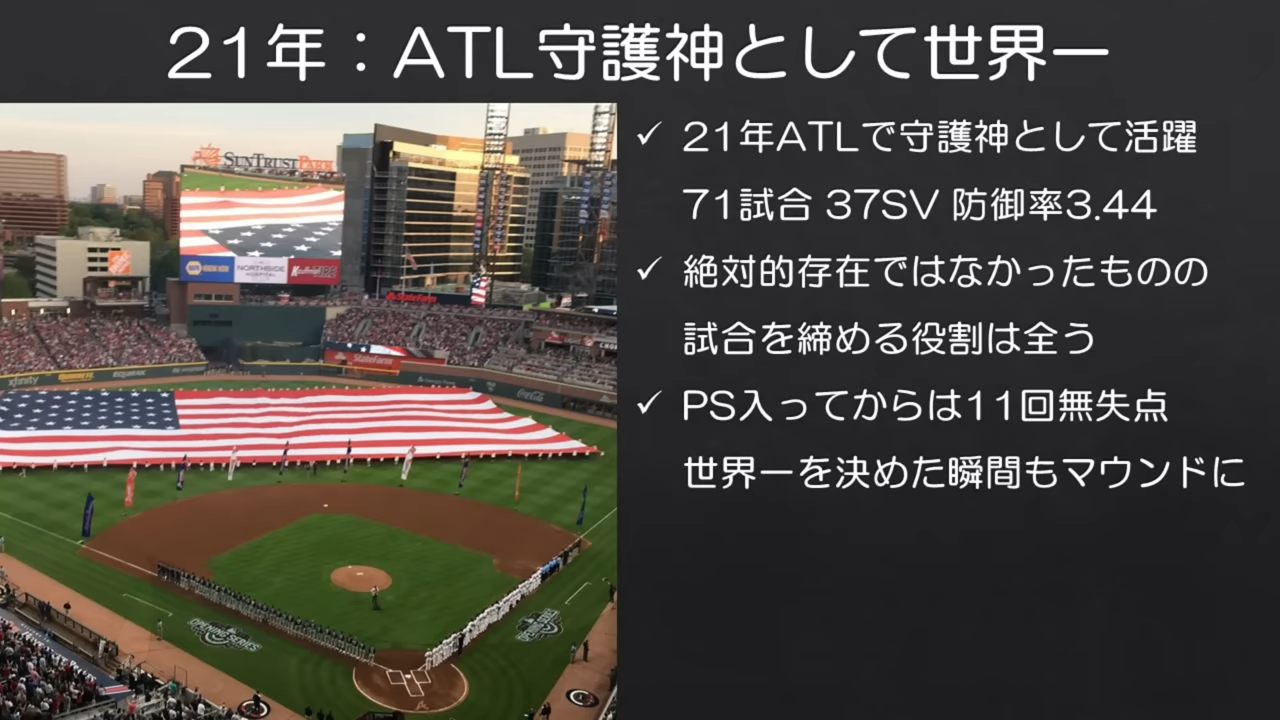 21年：ATL守護神として世界一
✓ 21年ATLで守護神として活躍
71試合 37SV 防御率3.44
✓ 絶対的存在ではなかったものの
試合を締める役割は全う
✓ PS入ってからは11回無失点
世界一を決めた瞬間もマウンドに
SUNTRUST PARK
NORTHSIDE
HOSPITAL
StateFarm
StateFarm
xfinity
Coca-Cola